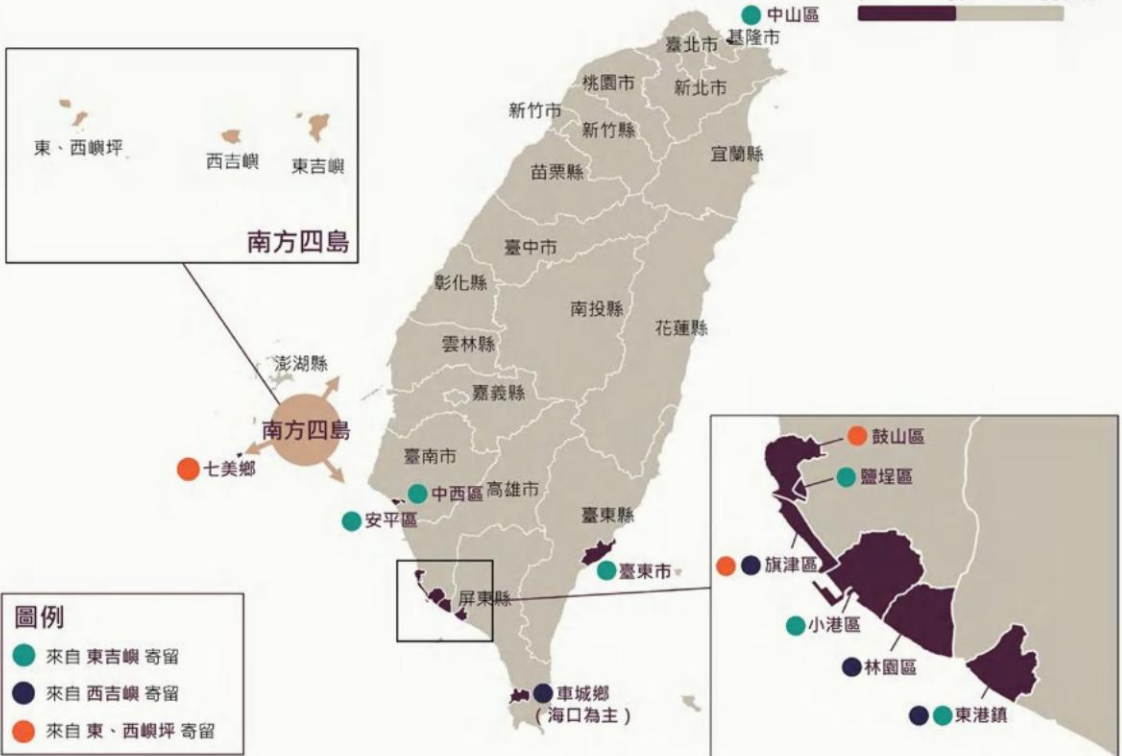 中山區
臺北市
基隆市
桃園市
新北市
新竹市
新竹縣
宜蘭縣
苗栗縣
東、西嶼坪
西吉嶼
東吉嶼
南方四島
臺中市
彰化縣
南投縣
花蓮縣
雲林縣
澎湖縣
嘉義縣
南方四島
七美鄉
臺南市
中西區
高雄市
安平區
臺東縣
臺東市
屏東縣
車城鄉
(海口為主)
鼓山區
鹽埕區
旗津區
小港區
林園區
東港鎮
圖例
來自 東吉嶼 寄留
來自 西吉嶼 寄留
來自 東、西嶼坪 寄留